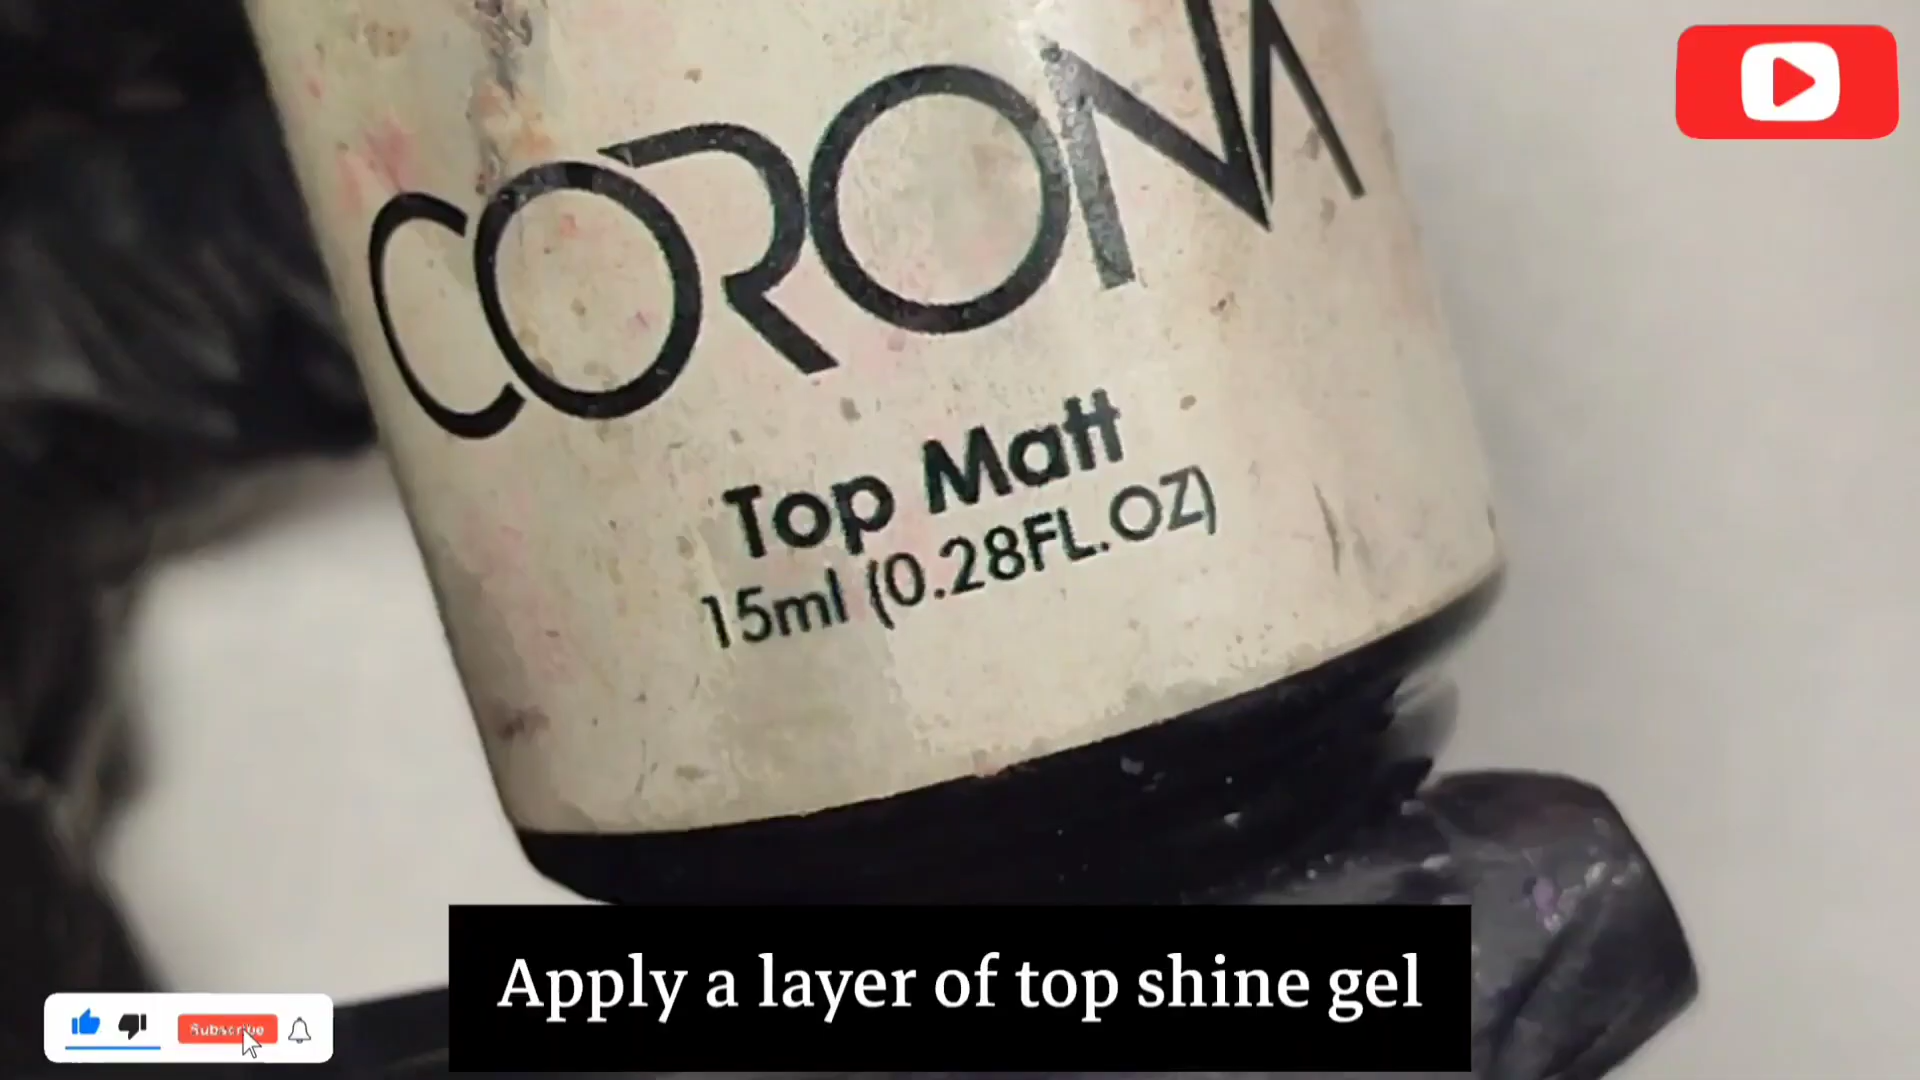 CORONA
Top Matt
15ml (0.28FL.OZ)
Apply a layer of top shine gel
Subscribe